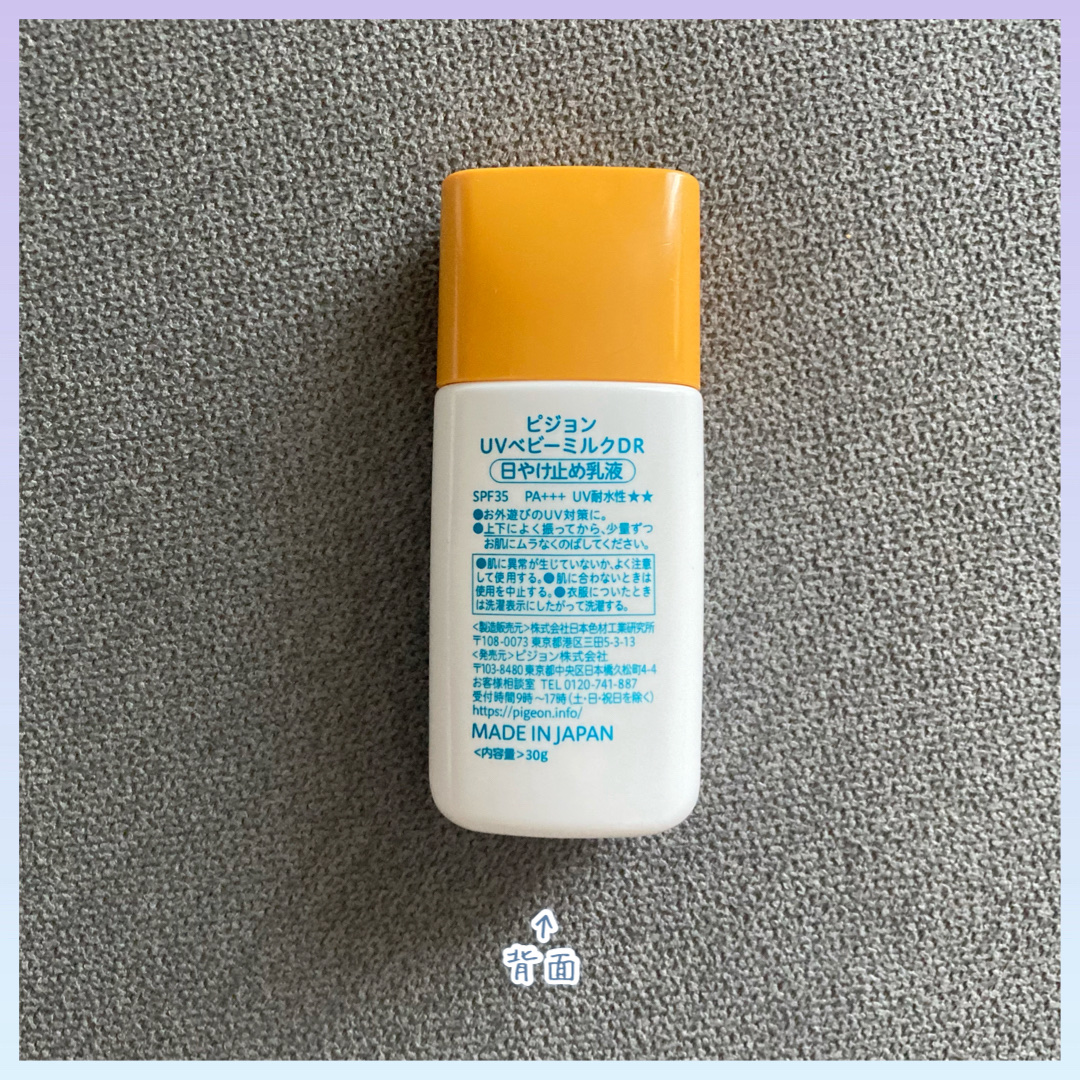 ピジョン
UVベビーミルクDR
日やけ止め乳液
SPF35 PA+++ UV耐水性★★
●お外遊びのUV対策に。
●上下によく振ってから、少量ずつ
お肌にムラなくのばしてください。
●肌に異常が生じていないか、よく注意
して使用する。●肌に合わないときは
使用を中止する。●衣服についたとき
は洗濯表示にしたがって洗濯する。
<製造販売元>株式会社日本色材工業研究所
〒108-0073 東京都港区三田5-3-13
<発売元>ピジョン株式会社
〒103-8480 東京都中央区日本橋久松町4-4
お客様相談室 TEL 0120-741-887
受付時間9時〜17時(土・日・祝日を除く)
https://pigeon.info/
MADE IN JAPAN
<内容量>30g
↑
背面